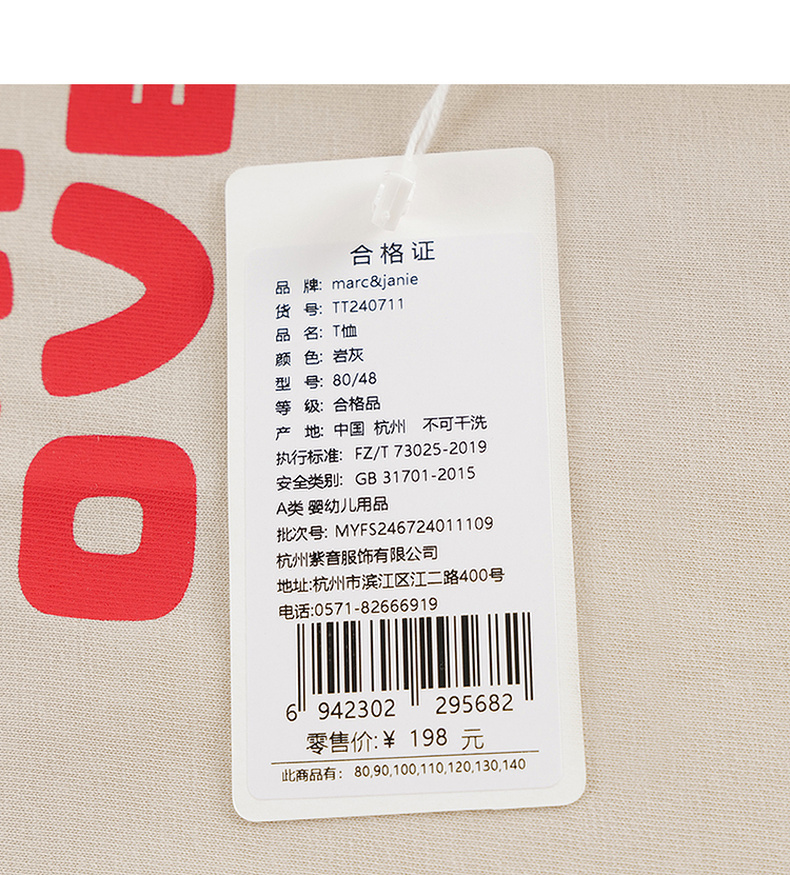 OVE
合格证
品 牌: marc&janie
货 号: TT240711
品 名: T恤
颜 色: 岩灰
型 号: 80/48
等 级: 合格品
产 地: 中国 杭州 不可干洗
执行标准: FZ/T 73025-2019
安全类别: GB 31701-2015
A类 婴幼儿用品
批次号: MYFS246724011109
杭州紫音服饰有限公司
地址:杭州市滨江区江二路400号
电话:0571-82666919
6 942302 295682
零售价:¥ 198 元
此商品有: 80,90,100,110,120,130,140